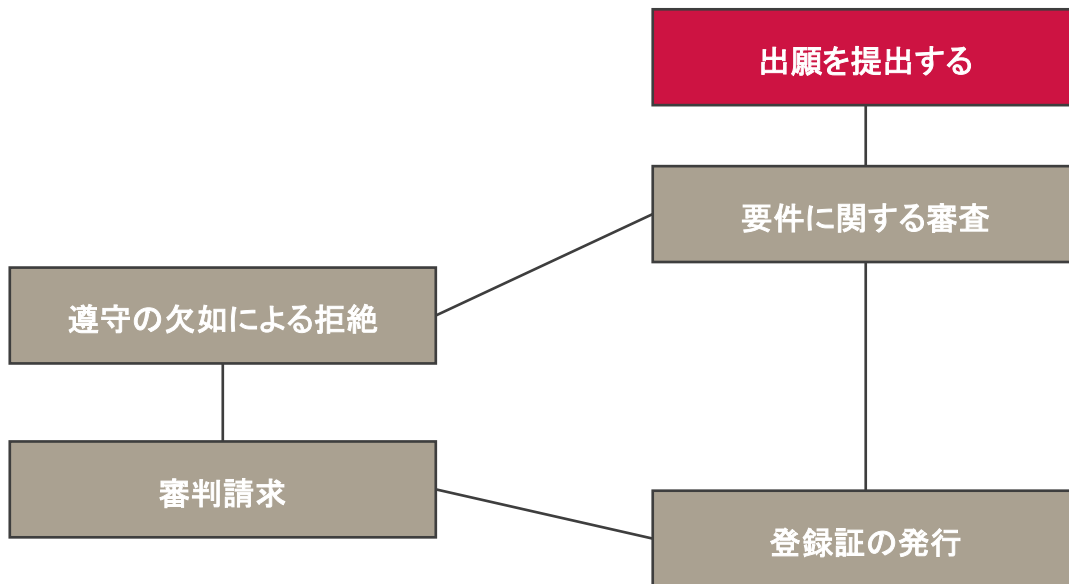 出願を提出する
要件に関する審査
遵守の欠如による拒絶
審判請求
登録証の発行